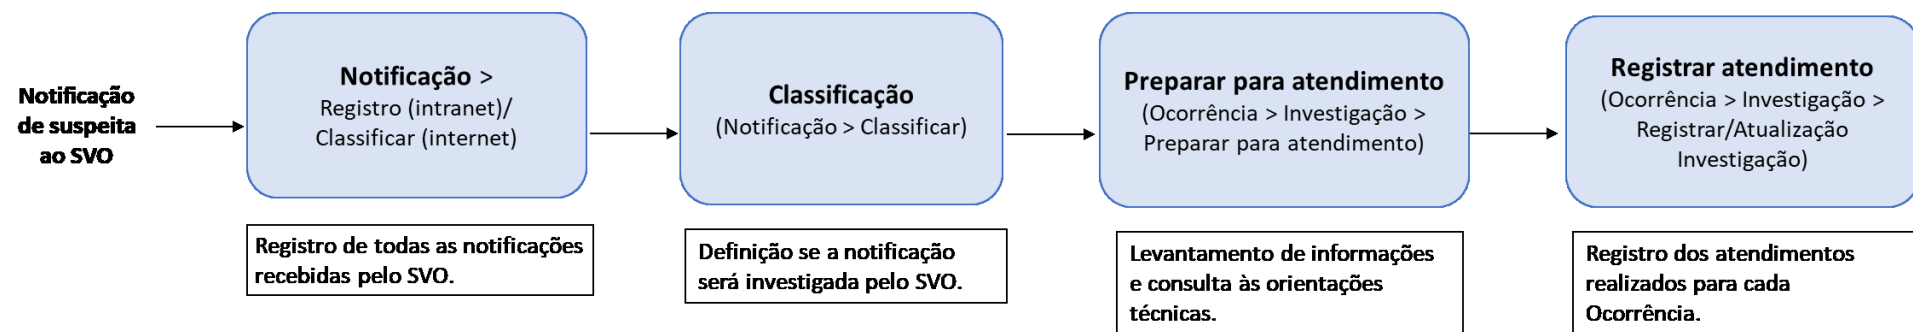 Notificação
de suspeita
ao SVO
Notificação >
Registro (intranet)/
Classificar (internet)
Registro de todas as notificações
recebidas pelo SVO.
Classificação
(Notificação > Classificar)
Definição se a notificação
será investigada pelo SVO.
Preparar para atendimento
(Ocorrência > Investigação >
Preparar para atendimento)
Levantamento de informações
e consulta às orientações
técnicas.
Registrar atendimento
(Ocorrência > Investigação >
Registrar/Atualização
Investigação)
Registro dos atendimentos
realizados para cada
Ocorrência.